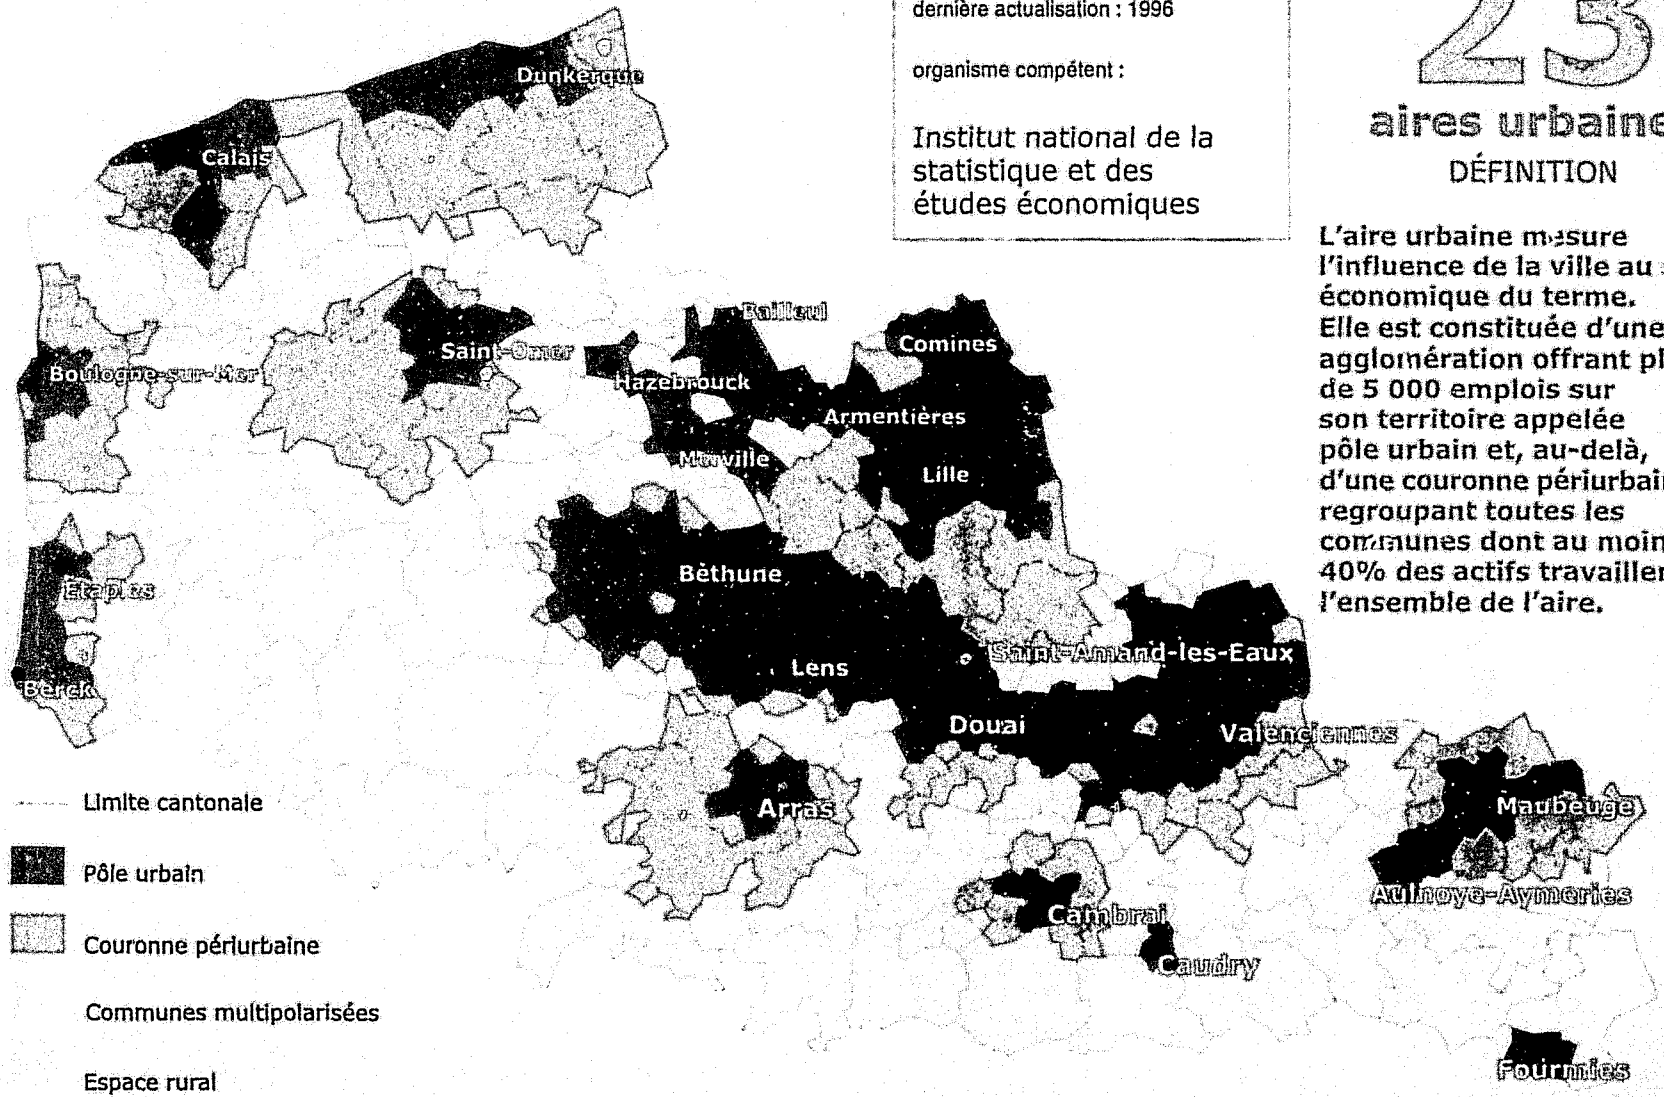 dernière actualisation : 1996
organisme compétent :
Institut national de la
statistique et des
études économiques
23
aires urbaine
DÉFINITION
L'aire urbaine mesure
l'influence de la ville au
économique du terme.
Elle est constituée d'une
agglomération offrant pl
de 5 000 emplois sur
son territoire appelée
pôle urbain et, au-delà,
d'une couronne périurbai
regroupant toutes les
communes dont au moin
40% des actifs travailler
l'ensemble de l'aire.
Dunkerque
Calais
Bailleul
Comines
Saint-Omer
Boulogne-sur-Mer
Hazebrouck
Armentières
Merville
Lille
Béthune
Etaples
Saint-Amand-les-Eaux
Lens
Berck
Douai
Valenciennes
Arras
Maubeuge
Aulnoye-Aymeries
Cambrai
Caudry
Fourmies
Limite cantonale
Pôle urbain
Couronne périurbaine
Communes multipolarisées
Espace rural